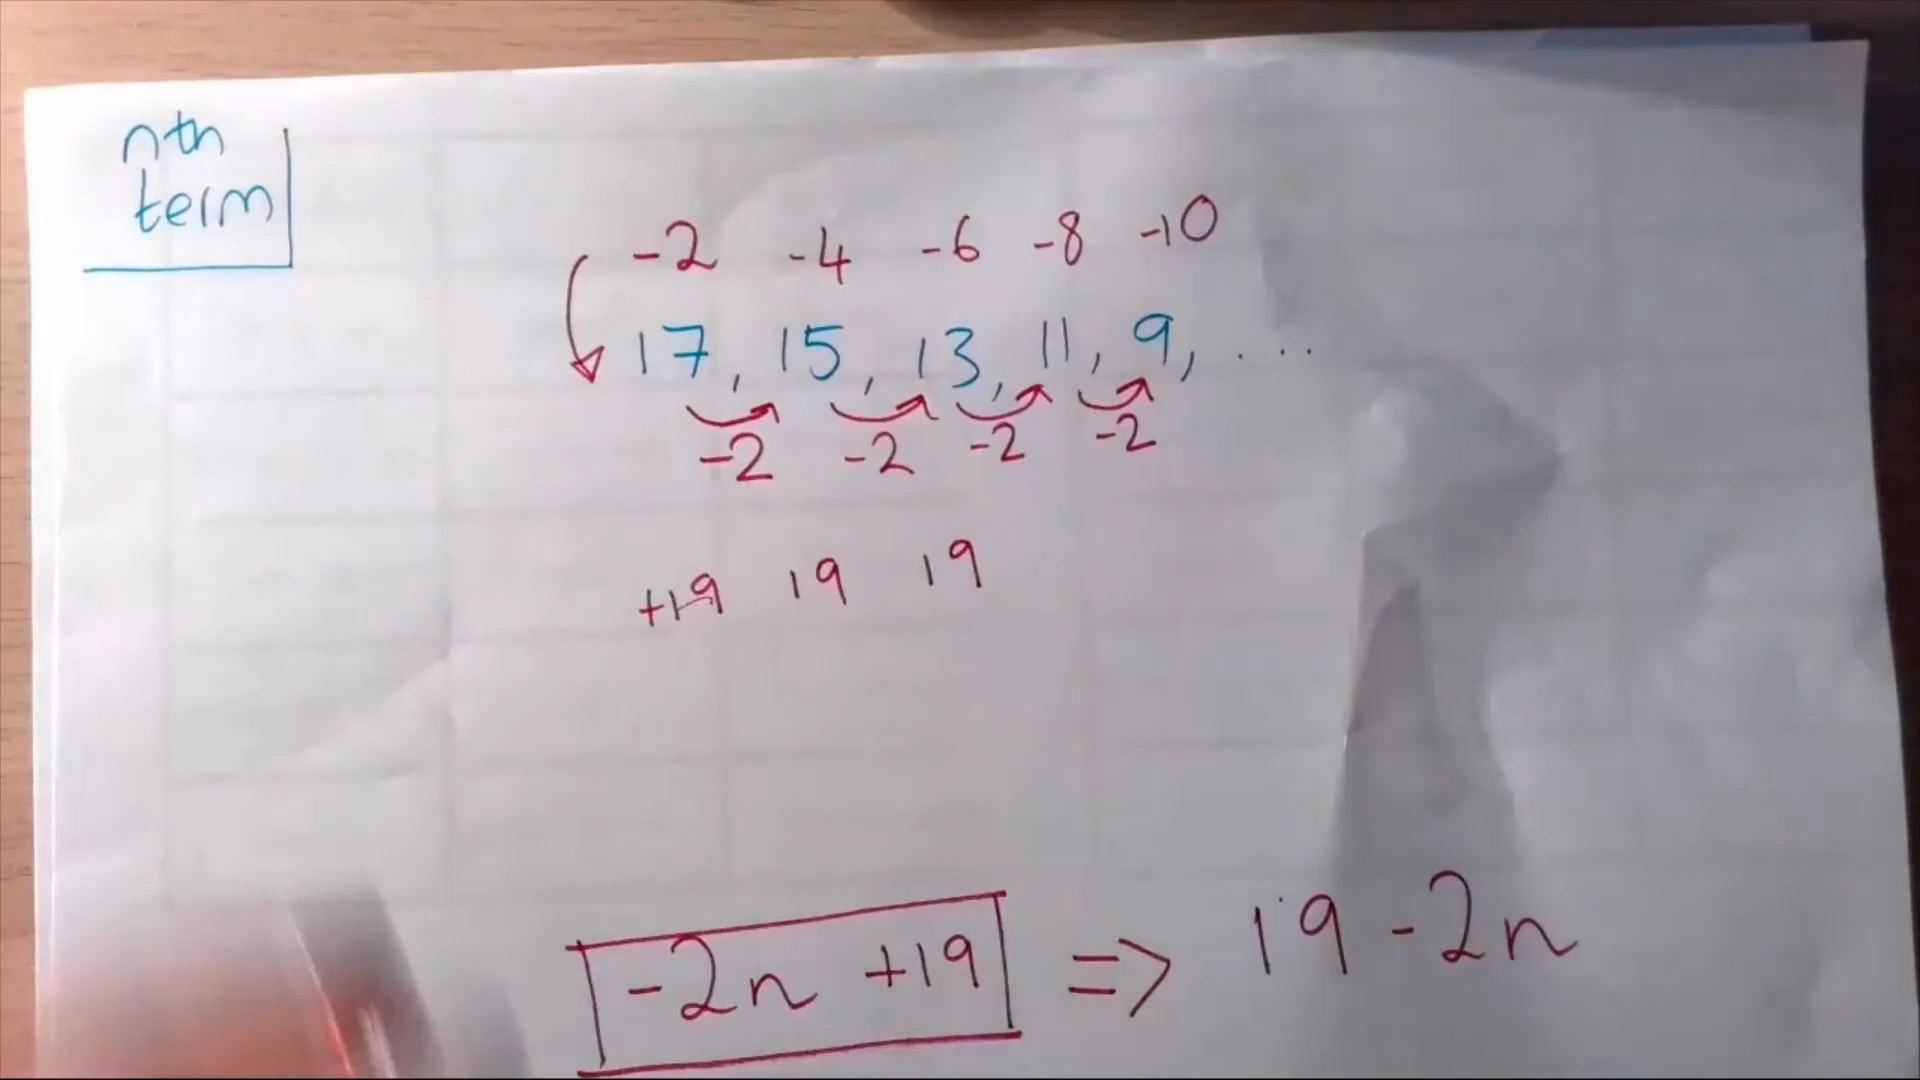 nth
term
-2 -4 -6 -8 -10
17, 15, 13, 11, 9, ...
-2 -2 -2 -2
+19 19 19
-2n +19 => 19 -2n